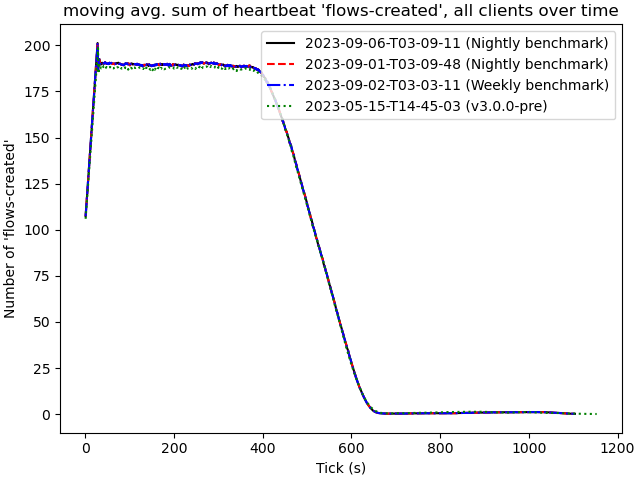 moving avg. sum of heartbeat 'flows-created', all clients over time
2023-09-06-T03-09-11 (Nightly benchmark)
2023-09-01-T03-09-48 (Nightly benchmark)
2023-09-02-T03-03-11 (Weekly benchmark)
2023-05-15-T14-45-03 (v3.0.0-pre)
Number of 'flows-created'
200
175
150
125
100
75
50
25
0
0 200 400 600 800 1000 1200
Tick (s)